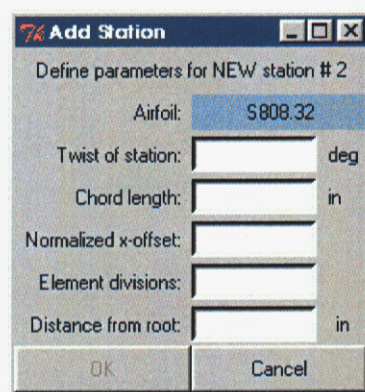 Add Station
Define parameters for NEW station # 2
Airfoil: S808.32
Twist of station: deg
Chord length: in
Normalized x-offset:
Element divisions:
Distance from root: in
OK Cancel